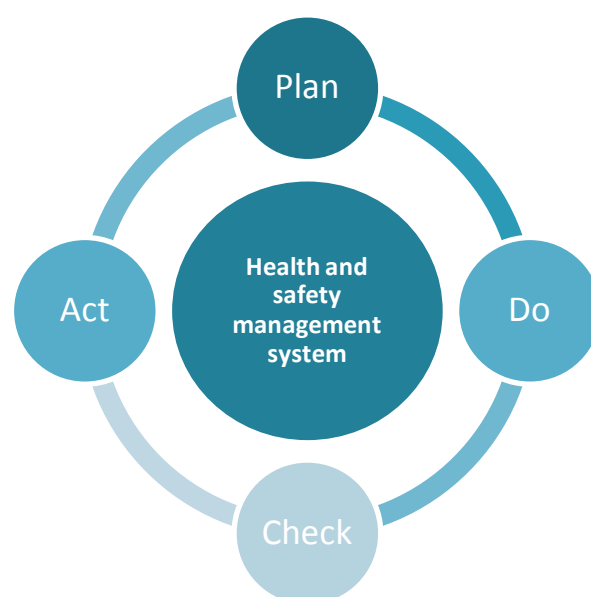 Plan
Act
Health and
safety
management
system
Do
Check